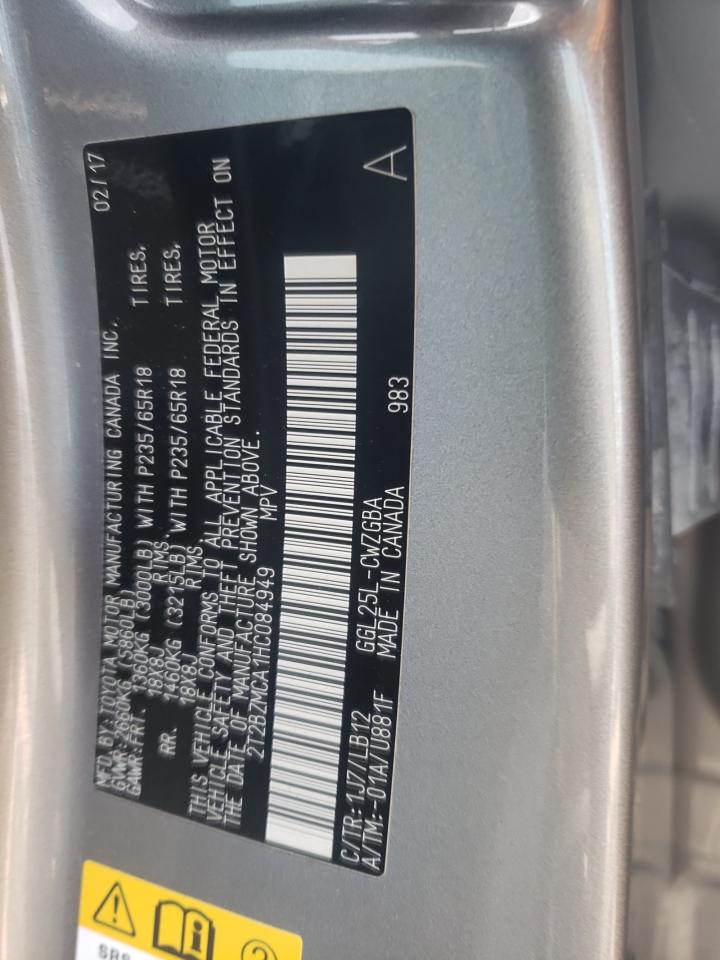 MFD. BY: TOYOTA MOTOR MANUFACTURING CANADA INC. 02/17
GVWR: 2660KG (5860LB)
GAWR: FRT. 1360KG (3000LB) WITH P235/65R18 TIRES,
18X8J RIMS,
RR. 1460KG (3215LB) WITH P235/65R18 TIRES,
18X8J RIMS
THIS VEHICLE CONFORMS TO ALL APPLICABLE FEDERAL MOTOR
VEHICLE SAFETY AND THEFT PREVENTION STANDARDS IN EFFECT ON
THE DATE OF MANUFACTURE SHOWN ABOVE.
2T2BZMCA1HC084949 MPV
A
C/TR: 1J7/LB12 GGL25L-CWZGBA 983
A/TM: -01A/U881F MADE IN CANADA
SRS